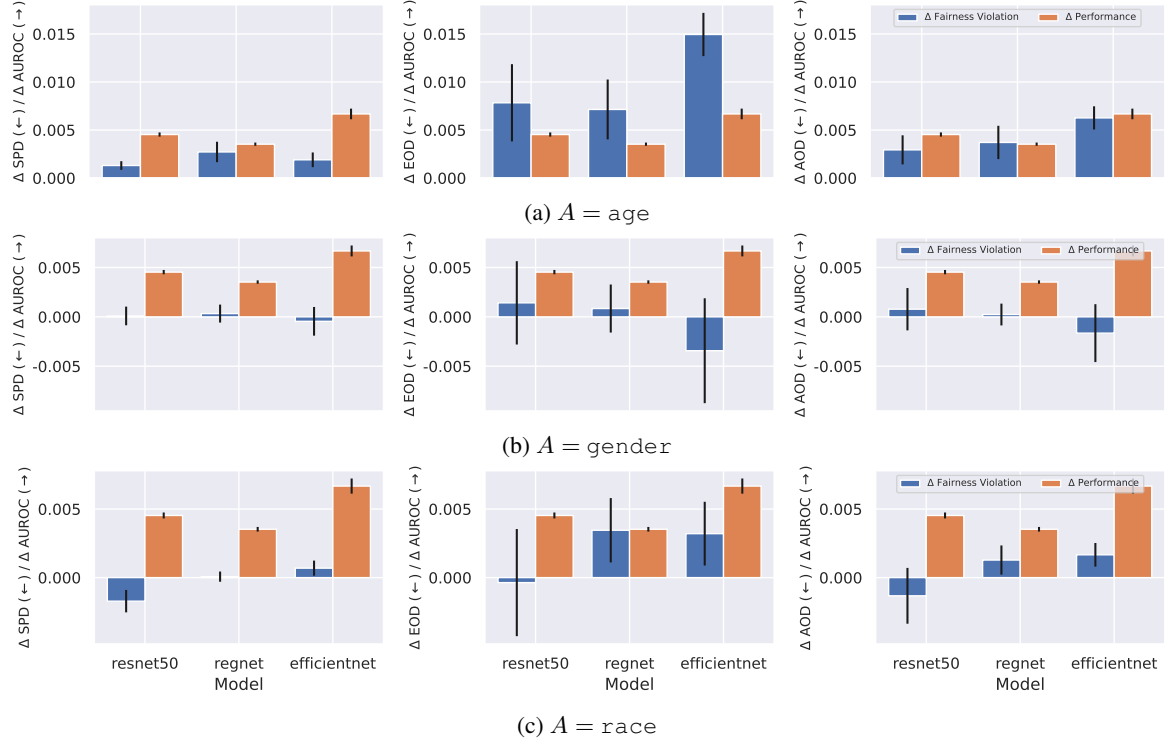 Δ SPD (←) / Δ AUROC (→)
0.015
0.010
0.005
0.000
Δ EOD (←) / Δ AUROC (→)
0.015
0.010
0.005
0.000
Δ AOD (←) / Δ AUROC (→)
0.015
0.010
0.005
0.000
Δ Fairness Violation
Δ Performance
(a) A = age
Δ SPD (←) / Δ AUROC (→)
0.005
0.000
-0.005
Δ EOD (←) / Δ AUROC (→)
0.005
0.000
-0.005
Δ AOD (←) / Δ AUROC (→)
0.005
0.000
-0.005
Δ Fairness Violation
Δ Performance
(b) A = gender
Δ SPD (←) / Δ AUROC (→)
0.005
0.000
resnet50 regnet efficientnet
Model
Δ EOD (←) / Δ AUROC (→)
0.005
0.000
resnet50 regnet efficientnet
Model
Δ AOD (←) / Δ AUROC (→)
0.005
0.000
Δ Fairness Violation
Δ Performance
resnet50 regnet efficientnet
Model
(c) A = race